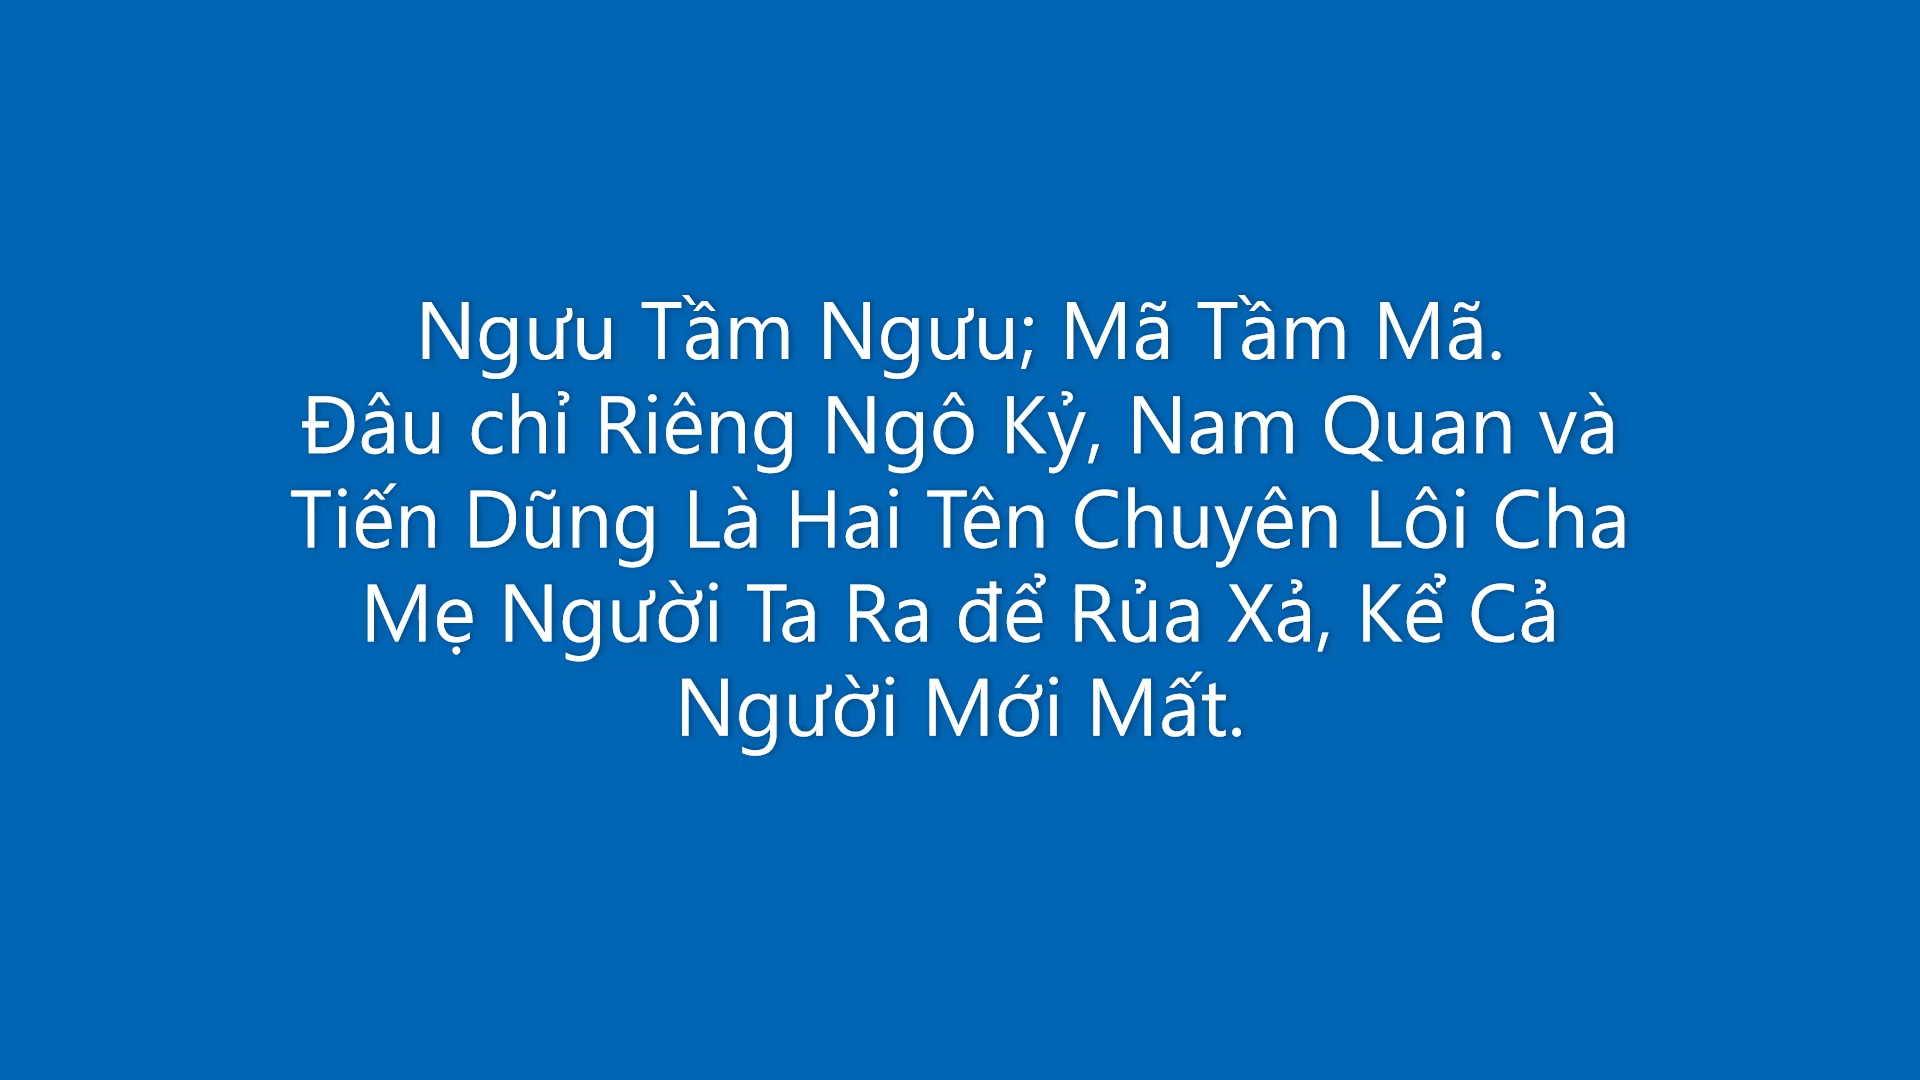 Ngưu Tầm Ngưu; Mã Tầm Mã.
Đâu chỉ Riêng Ngô Kỷ, Nam Quan và
Tiến Dũng Là Hai Tên Chuyên Lôi Cha
Mẹ Người Ta Ra để Rủa Xả, Kể Cả
Người Mới Mất.